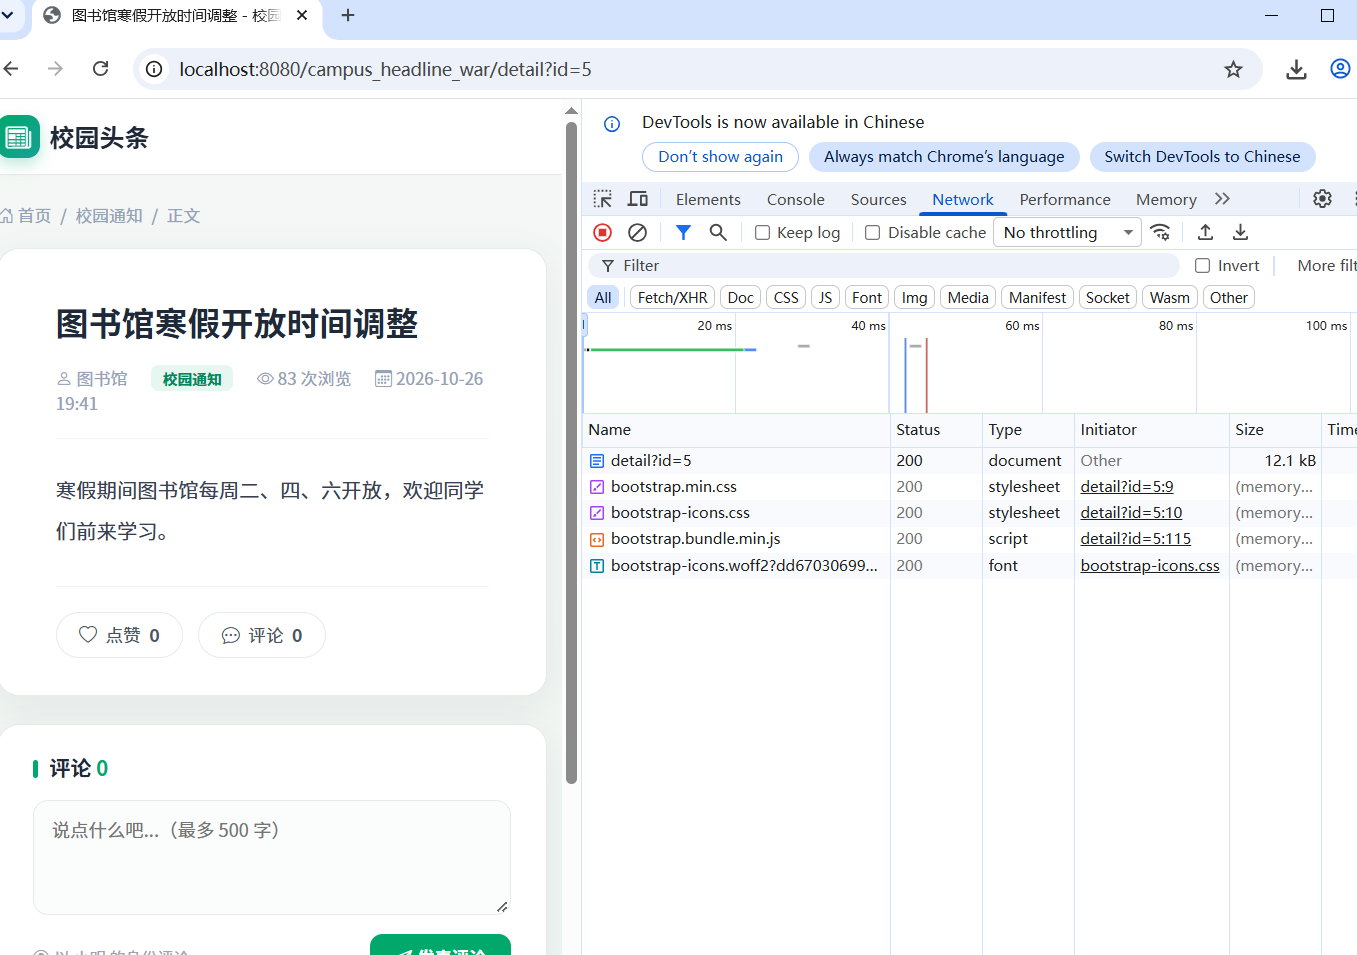 图书馆寒假开放时间调整 - 校园
localhost:8080/campus_headline_war/detail?id=5
校园头条
首页 / 校园通知 / 正文
图书馆寒假开放时间调整
图书馆 校园通知 83 次浏览 2026-10-26
19:41
寒假期间图书馆每周二、四、六开放，欢迎同学
们前来学习。
点赞 0 评论 0
评论 0
说点什么吧...（最多 500 字）
发表评论
DevTools is now available in Chinese
Don't show again Always match Chrome's language Switch DevTools to Chinese
Elements Console Sources Network Performance Memory
Keep log Disable cache No throttling
Filter Invert More filt
All Fetch/XHR Doc CSS JS Font Img Media Manifest Socket Wasm Other
20 ms 40 ms 60 ms 80 ms 100 ms
Name Status Type Initiator Size Time
detail?id=5 200 document Other 12.1 kB
bootstrap.min.css 200 stylesheet detail?id=5:9 (memory...
bootstrap-icons.css 200 stylesheet detail?id=5:10 (memory...
bootstrap.bundle.min.js 200 script detail?id=5:115 (memory...
bootstrap-icons.woff2?dd67030699... 200 font bootstrap-icons.css (memory...